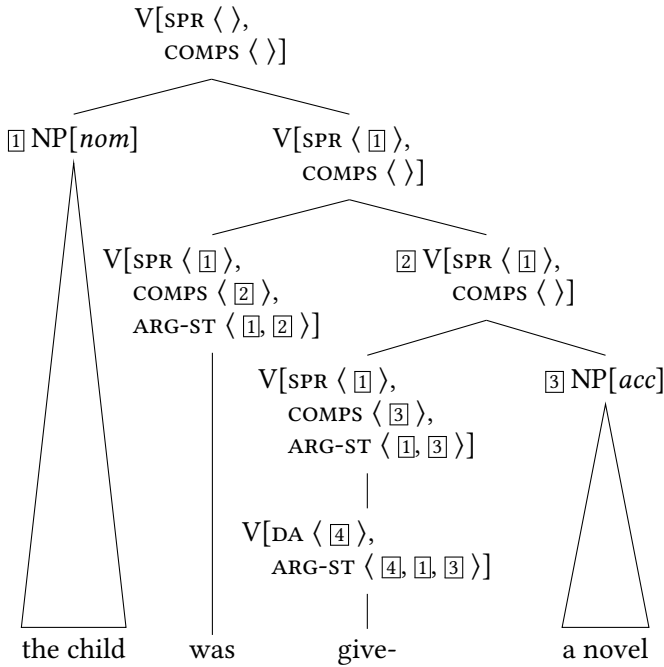 V[SPR ⟨ ⟩,
COMPS ⟨ ⟩]
1 NP[nom]
V[SPR ⟨ 1 ⟩,
COMPS ⟨ ⟩]
V[SPR ⟨ 1 ⟩,
COMPS ⟨ 2 ⟩,
ARG-ST ⟨ 1, 2 ⟩]
2 V[SPR ⟨ 1 ⟩,
COMPS ⟨ ⟩]
V[SPR ⟨ 1 ⟩,
COMPS ⟨ 3 ⟩,
ARG-ST ⟨ 1, 3 ⟩]
3 NP[acc]
V[DA ⟨ 4 ⟩,
ARG-ST ⟨ 4, 1, 3 ⟩]
the child was give- a novel